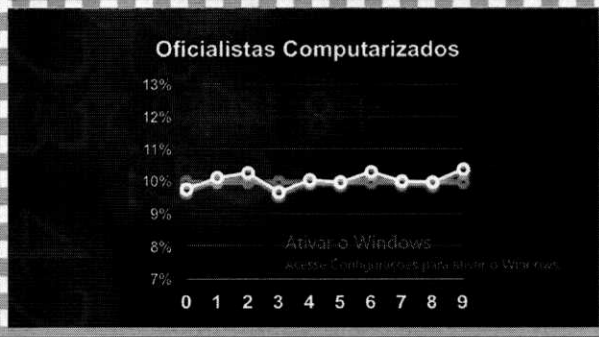 Oficialistas Computarizados
13%
12%
11%
10%
9%
8%
7%
Ativar o Windows
Acesse Configurações para ativar o Windows.
0 1 2 3 4 5 6 7 8 9